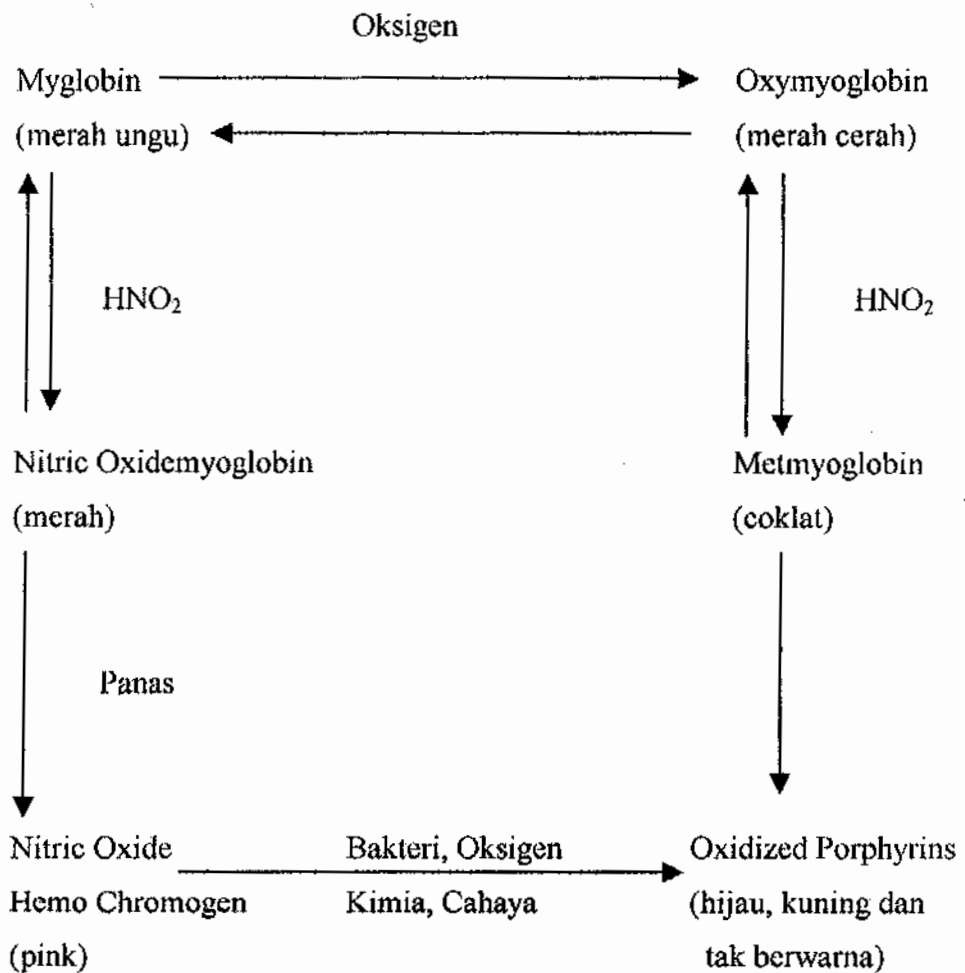 Oksigen
Myglobin
(merah ungu)
Oxymyoglobin
(merah cerah)
HNO₂
HNO₂
Nitric Oxidemyoglobin
(merah)
Metmyoglobin
(coklat)
Panas
Nitric Oxide
Hemo Chromogen
(pink)
Bakteri, Oksigen
Kimia, Cahaya
Oxidized Porphyrins
(hijau, kuning dan
tak berwarna)